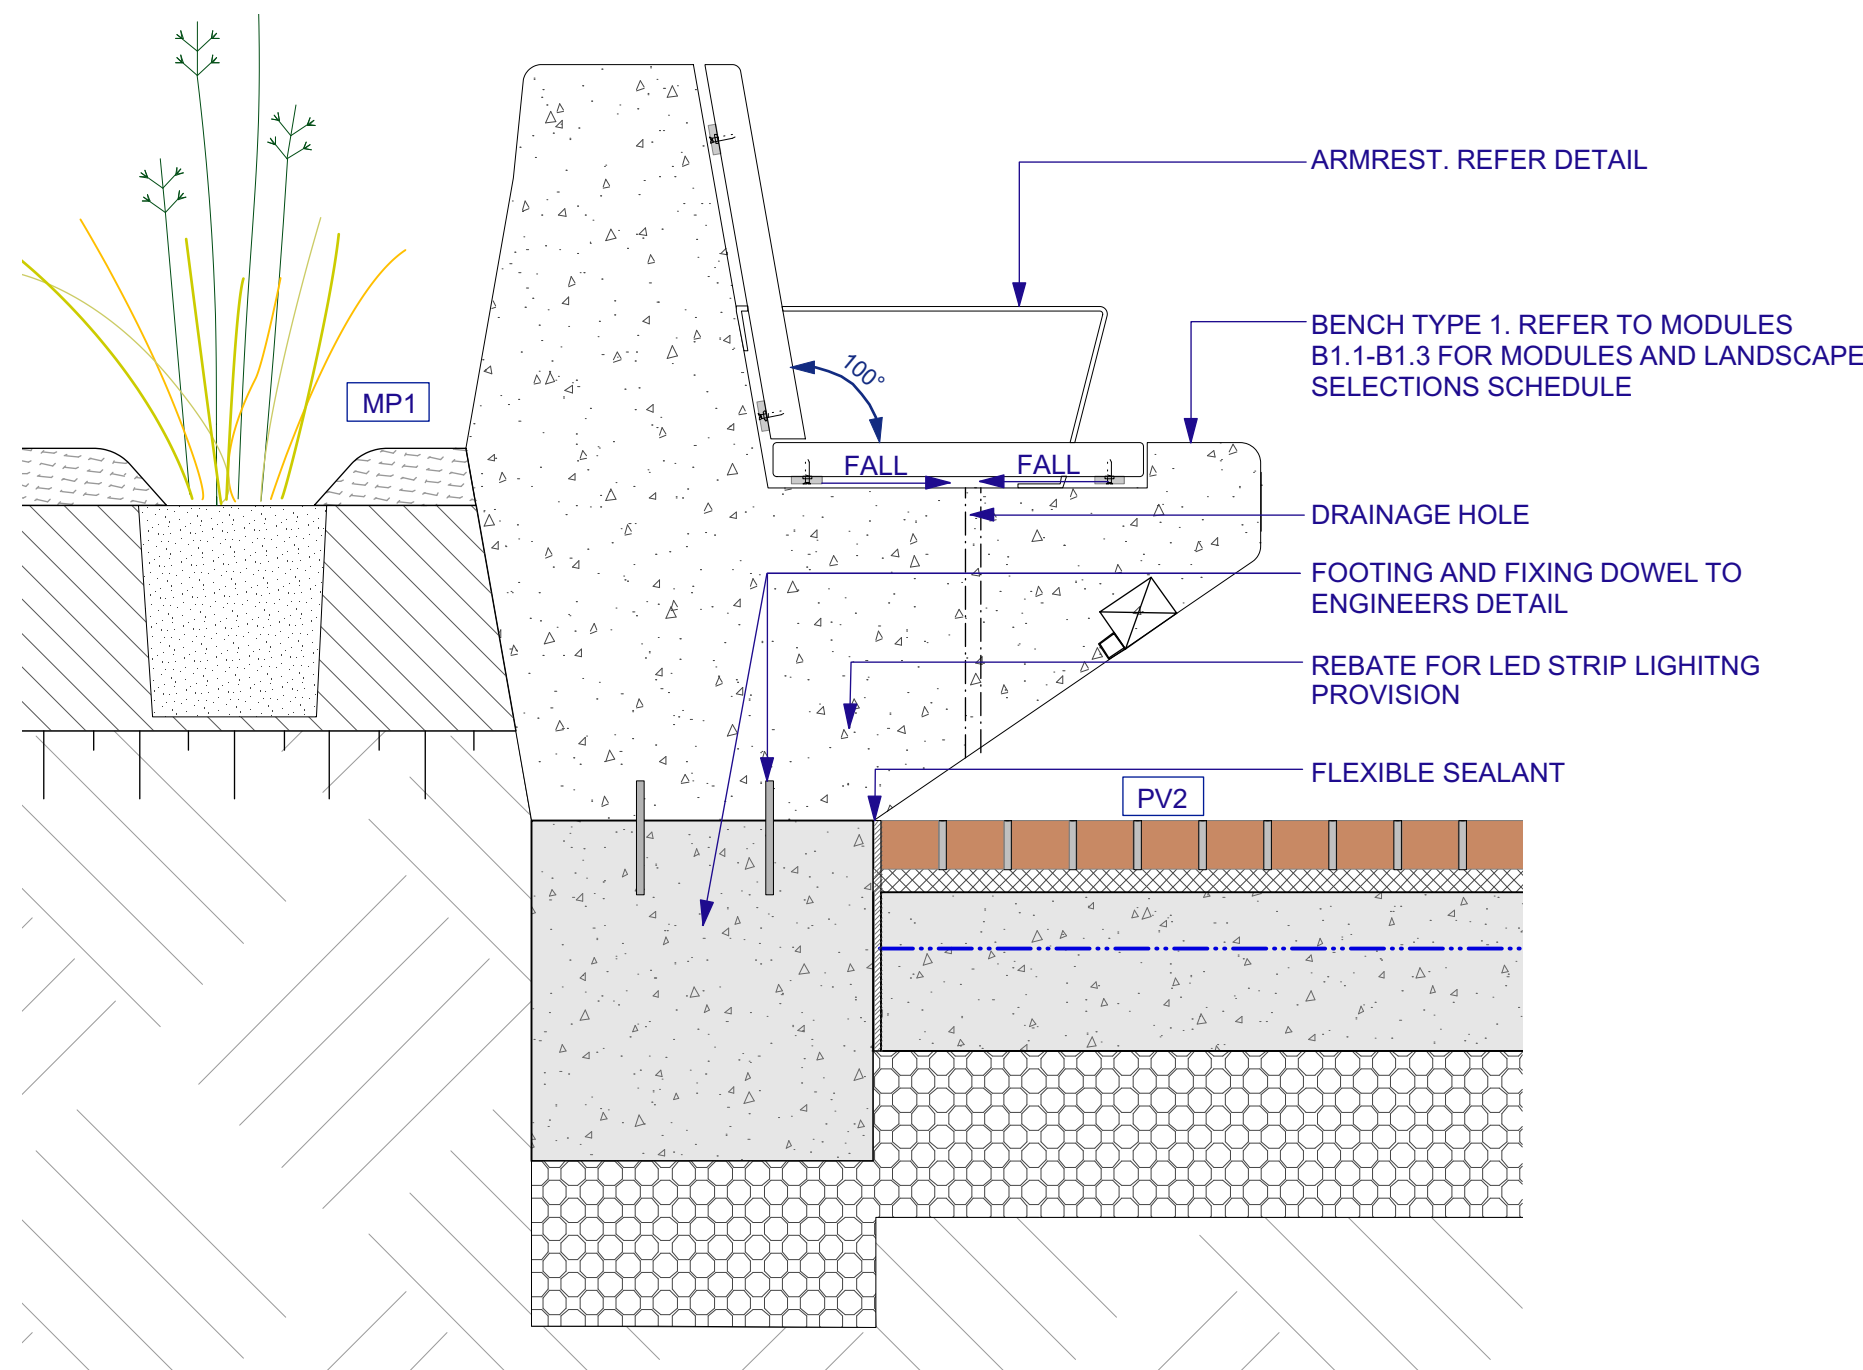 ARMREST. REFER DETAIL
BENCH TYPE 1. REFER TO MODULES
B1.1-B1.3 FOR MODULES AND LANDSCAPE
SELECTIONS SCHEDULE
100°
MP1
FALL
FALL
DRAINAGE HOLE
FOOTING AND FIXING DOWEL TO
ENGINEERS DETAIL
REBATE FOR LED STRIP LIGHITNG
PROVISION
FLEXIBLE SEALANT
PV2